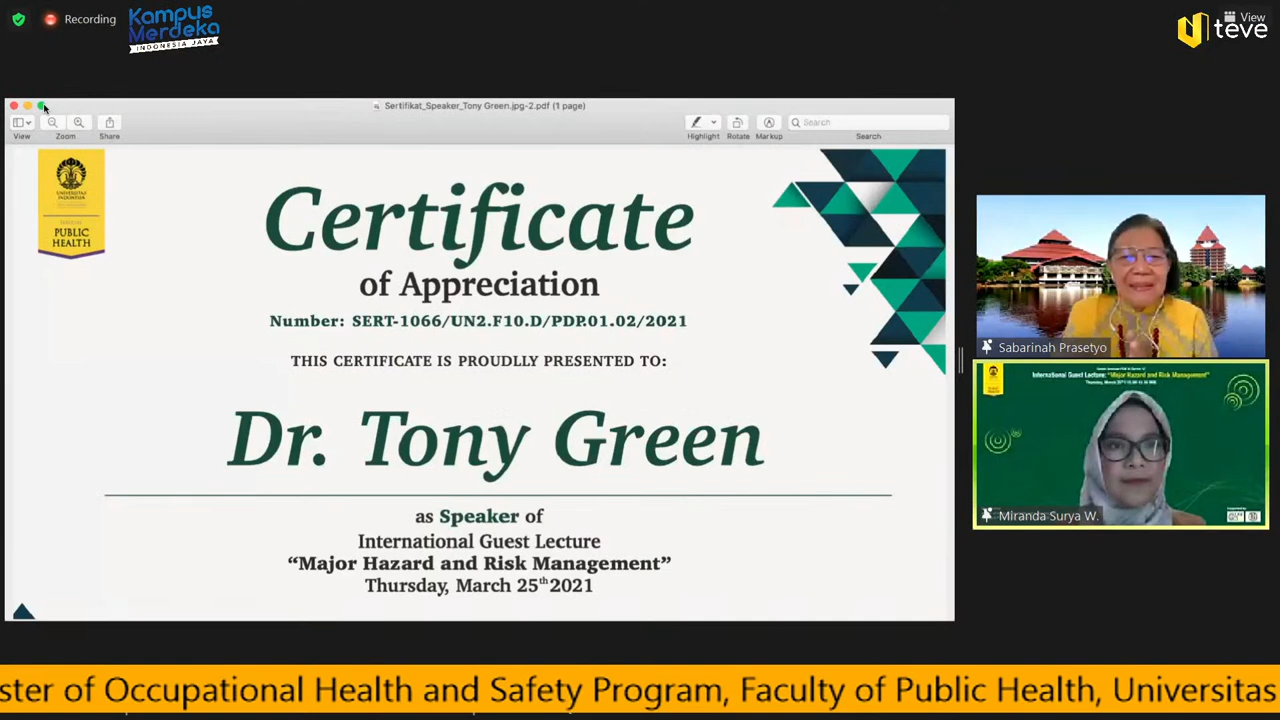 Recording
Kampus
Merdeka
INDONESIA JAYA
View
teve
Sertifikat_Speaker_Tony Green.jpg-2.pdf (1 page)
View
Zoom
Share
Highlight
Rotate
Markup
Search
Search
UNIVERSITAS
INDONESIA
PUBLIC
HEALTH
Certificate
of Appreciation
Number: SERT-1066/UN2.F10.D/PDP.01.02/2021
THIS CERTIFICATE IS PROUDLLY PRESENTED TO:
Dr. Tony Green
as Speaker of
International Guest Lecture
“Major Hazard and Risk Management”
Thursday, March 25th 2021
Sabarinah Prasetyo
International Guest Lecture: "Major Hazard and Risk Management"
Miranda Surya W.
ster of Occupational Health and Safety Program, Faculty of Public Health, Universitas